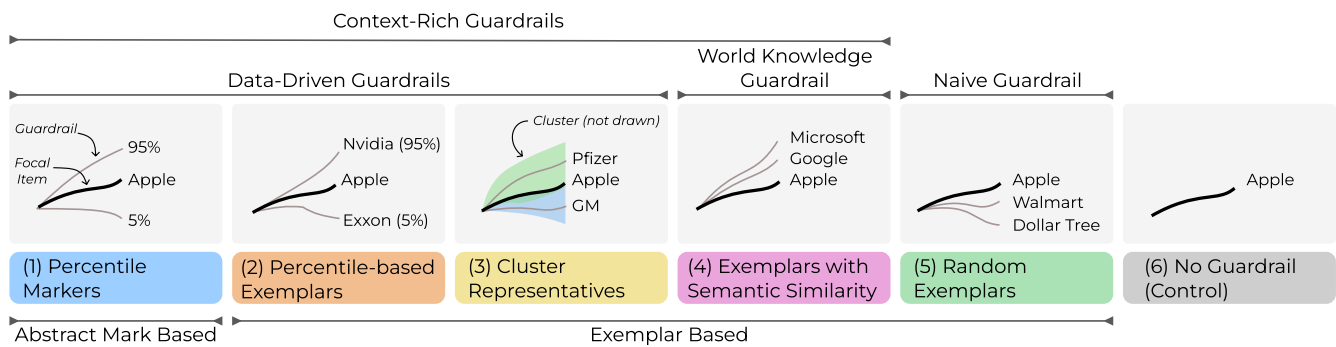 Context-Rich Guardrails
Data-Driven Guardrails
World Knowledge
Guardrail
Naive Guardrail
Guardrail
95%
Focal
Item
Apple
5%
Nvidia (95%)
Apple
Exxon (5%)
Cluster (not drawn)
Pfizer
Apple
GM
Microsoft
Google
Apple
Apple
Walmart
Dollar Tree
Apple
(1) Percentile
Markers
(2) Percentile-based
Exemplars
(3) Cluster
Representatives
(4) Exemplars with
Semantic Similarity
(5) Random
Exemplars
(6) No Guardrail
(Control)
Abstract Mark Based
Exemplar Based